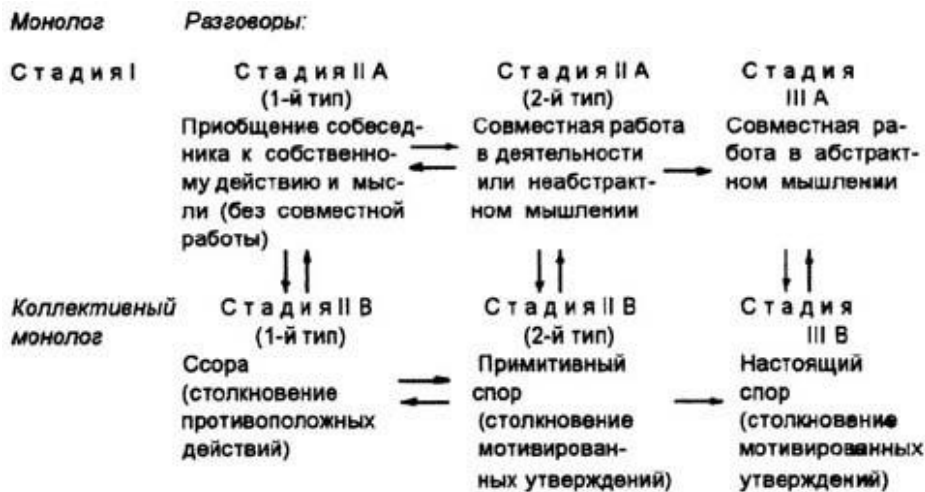 Монолог Разговоры:
Стадия I Стадия II А Стадия II А Стадия
(1-й тип) (2-й тип) III А
Приобщение собесед- Совместная работа Совместная ра-
ника к собственно- в деятельности бота в абстракт-
му действию и мыс- или неабстракт- ном мышлении
ли (без совместной ном мышлении
работы)
Коллективный Стадия II В Стадия II В Стадия
монолог (1-й тип) (2-й тип) III В
Ссора Примитивный Настоящий
(столкновение спор спор
противоположных (столкновение (столкновение
действий) мотивирован- мотивированных
ных утверждений) утверждений)